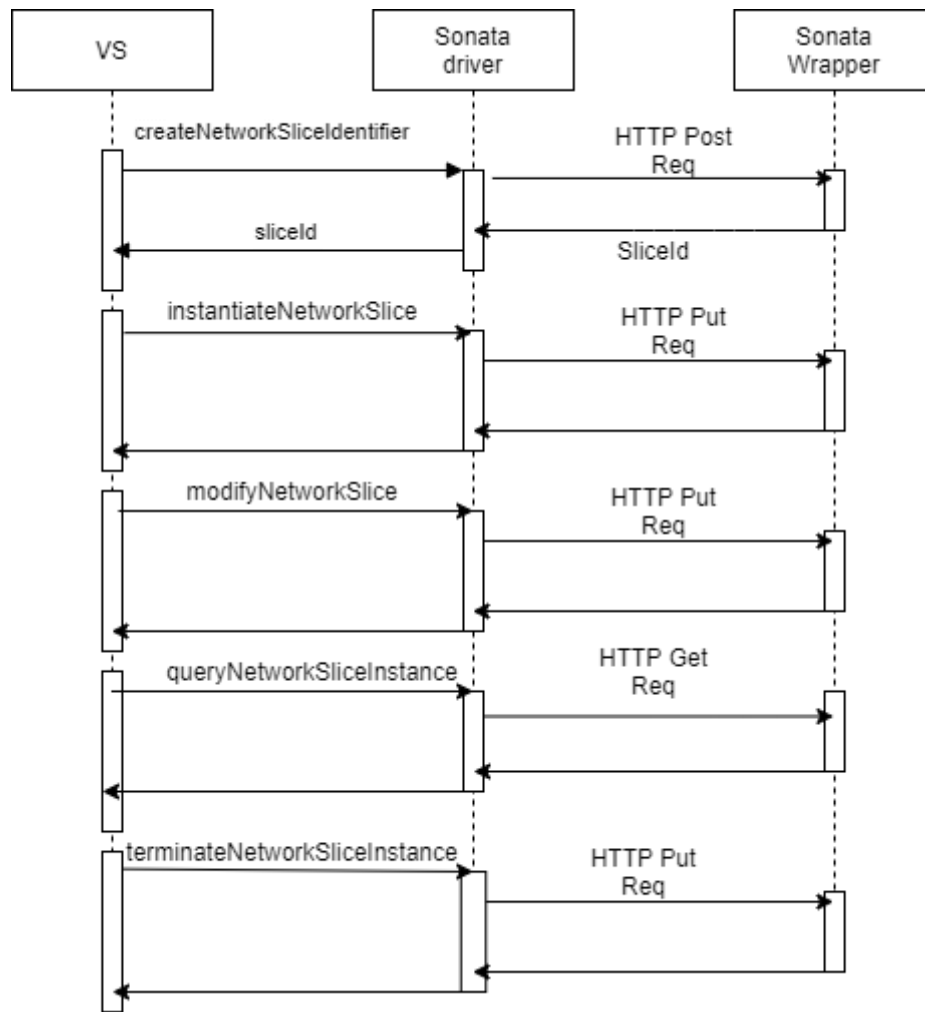 VS
Sonata
driver
Sonata
Wrapper
createNetworkSliceIdentifier
HTTP Post
Req
sliceId
SliceId
instantiateNetworkSlice
HTTP Put
Req
modifyNetworkSlice
HTTP Put
Req
queryNetworkSliceInstance
HTTP Get
Req
terminateNetworkSliceInstance
HTTP Put
Req